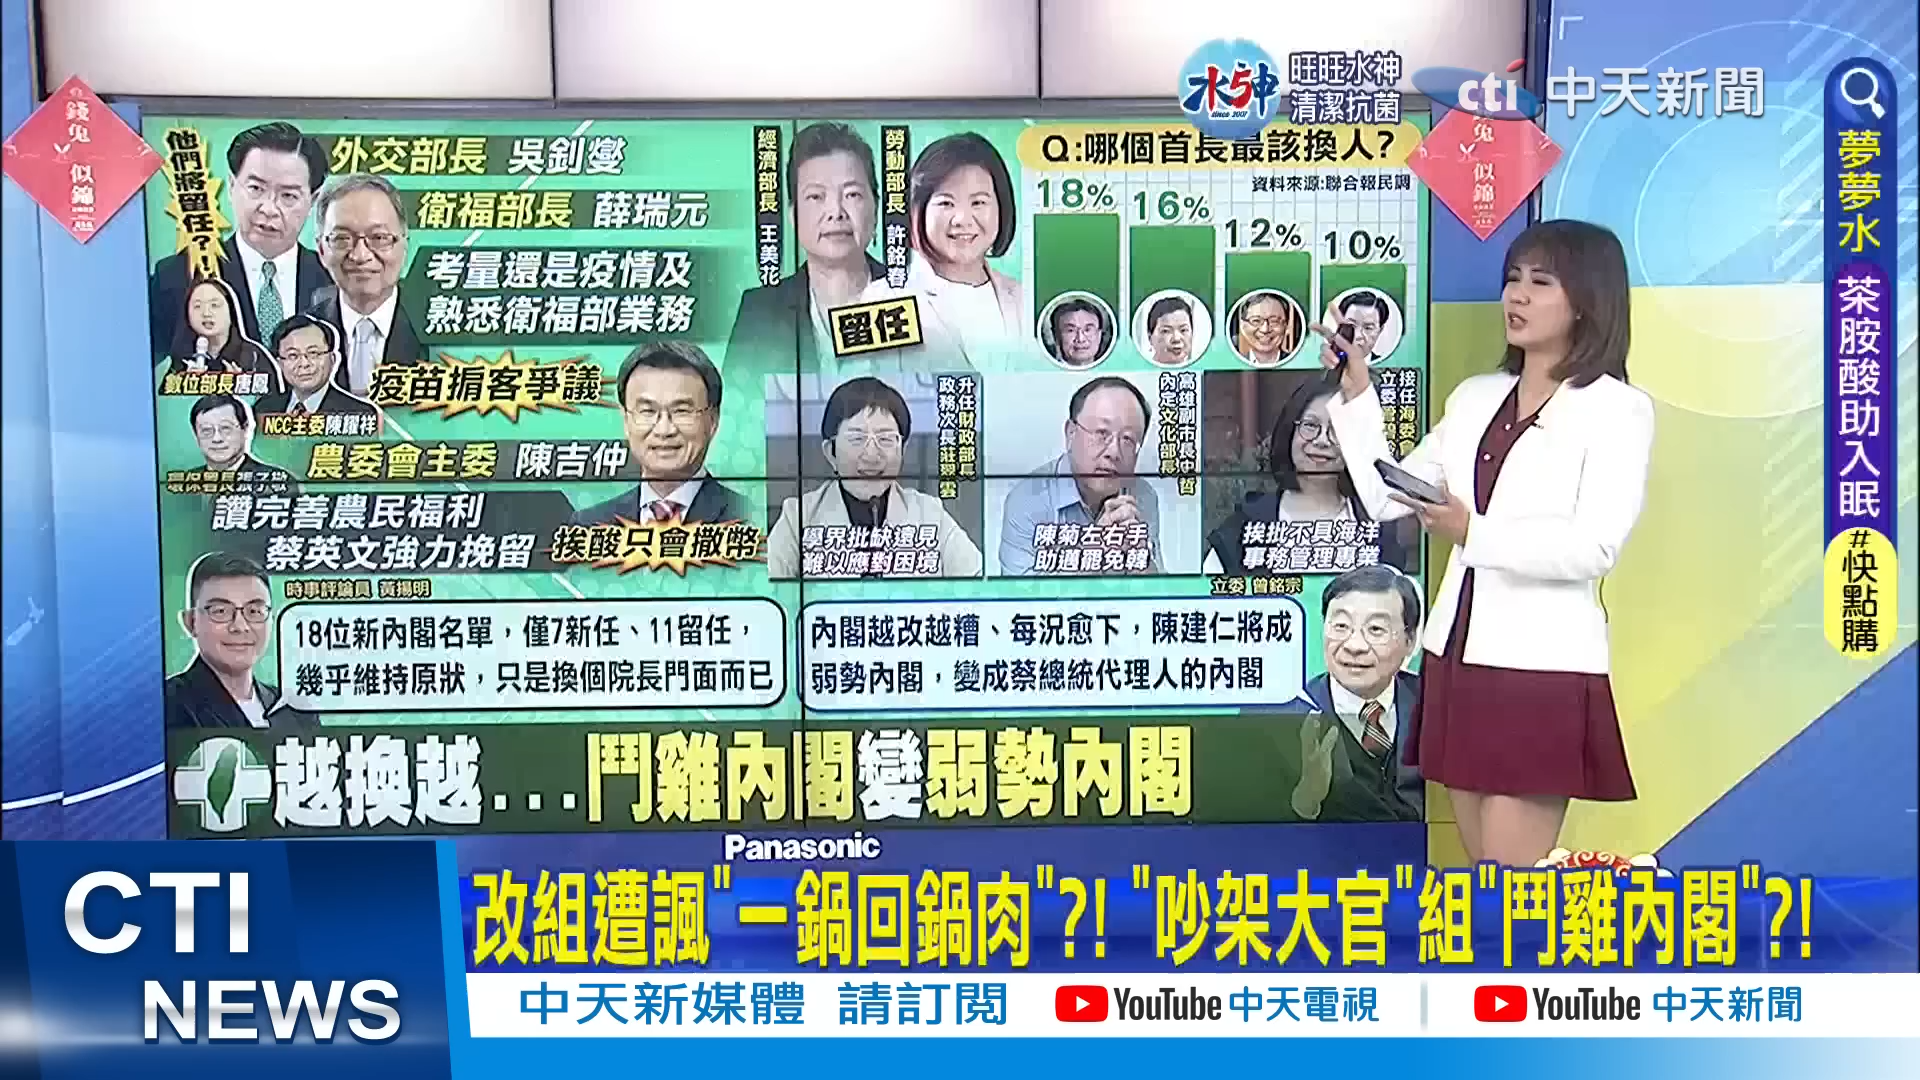 水神
since 2007
旺旺水神
清潔抗菌
cti 中天新聞
錢兔
似錦
似錦
夢夢水 茶胺酸助入眠 #快點購
他們將留任?!
外交部長 吳釗燮
衛福部長 薛瑞元
考量還是疫情及
熟悉衛福部業務
數位部長唐鳳
NCC主委陳耀祥
疫苗掮客爭議
農委會主委 陳吉仲
讚完善農民福利
蔡英文強力挽留
挨酸只會撒幣
經濟部長 王美花
勞動部長 許銘春
留任
Q:哪個首長最該換人?
資料來源:聯合報民調
18%
16%
12%
10%
升任財政部長
政務次長莊翠雲
學界批缺遠見
難以應對困境
高雄副市長史哲
內定文化部長
陳菊左右手
助邁罷免韓
接任海委會
挨批不具海洋
事務管理專業
時事評論員 黃揚明
18位新內閣名單，僅7新任、11留任，
幾乎維持原狀，只是換個院長門面而已
立委 曾銘宗
內閣越改越糟、每況愈下，陳建仁將成
弱勢內閣，變成蔡總統代理人的內閣
越換越...鬥雞內閣變弱勢內閣
Panasonic
CTI
NEWS
改組遭諷"一鍋回鍋肉"?! "吵架大官"組"鬥雞內閣"?!
中天新媒體 請訂閱 YouTube 中天電視 | YouTube 中天新聞